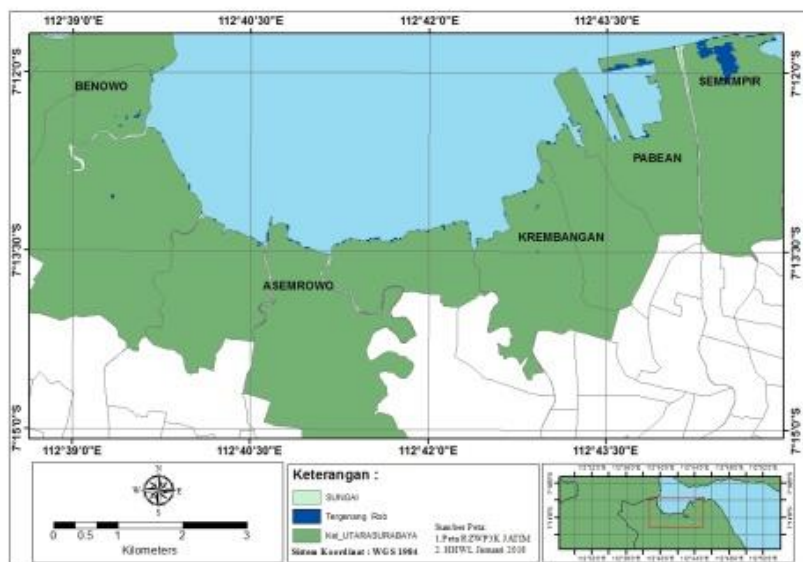 112°39'0"E 112°40'30"E 112°42'0"E 112°43'30"E
7°12'0"S 7°12'0"S
BENOWO
SEMAMPIR
PABEAN
KREMBANGAN
7°13'30"S 7°13'30"S
ASEMROWO
7°15'0"S 7°15'0"S
112°39'0"E 112°40'30"E 112°42'0"E 112°43'30"E
N
W E
S
0 0.5 1 2 3
Kilometers
Keterangan :
SUNGAI
Tergenang Rob
Kel_UTARASURABAYA
Sistem Koordinat : WGS 1984
Sumber Peta:
1.Peta RZWP3K JATIM
2. HHWL Januari 2010